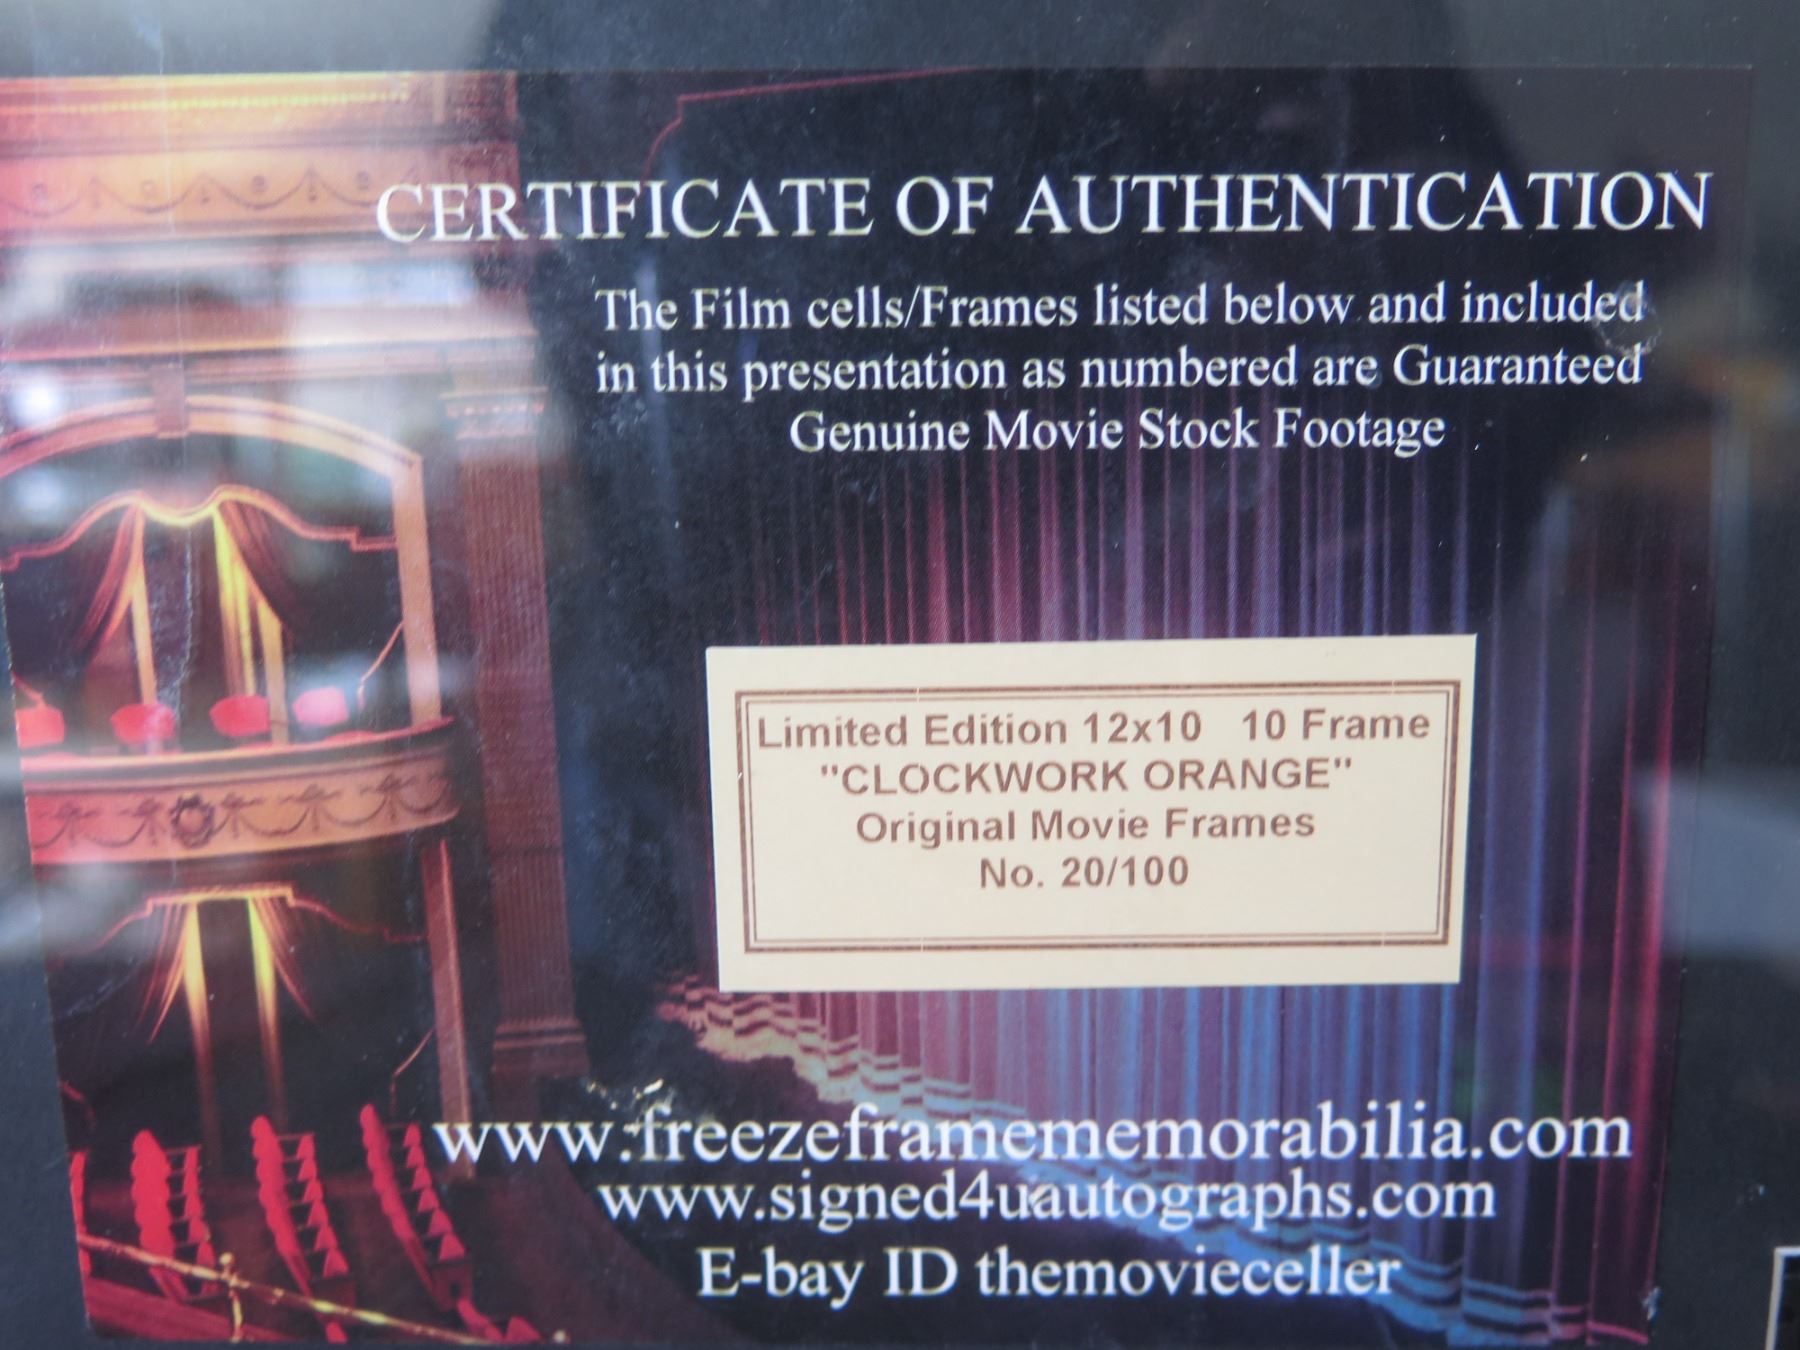 CERTIFICATE OF AUTHENTICATION
The Film cells/Frames listed below and included
in this presentation as numbered are Guaranteed
Genuine Movie Stock Footage
Limited Edition 12x10 10 Frame
"CLOCKWORK ORANGE"
Original Movie Frames
No. 20/100
www.freezeframememorabilia.com
www.signed4uautographs.com
E-bay ID themovieceller